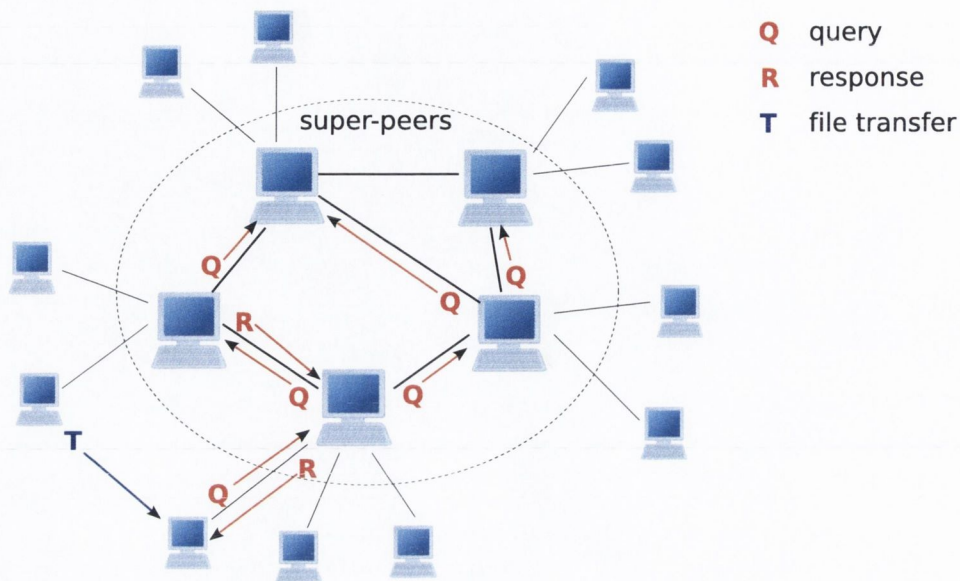 Q query
R response
T file transfer
super-peers
Q
Q
Q
R
Q
Q
T
R
Q